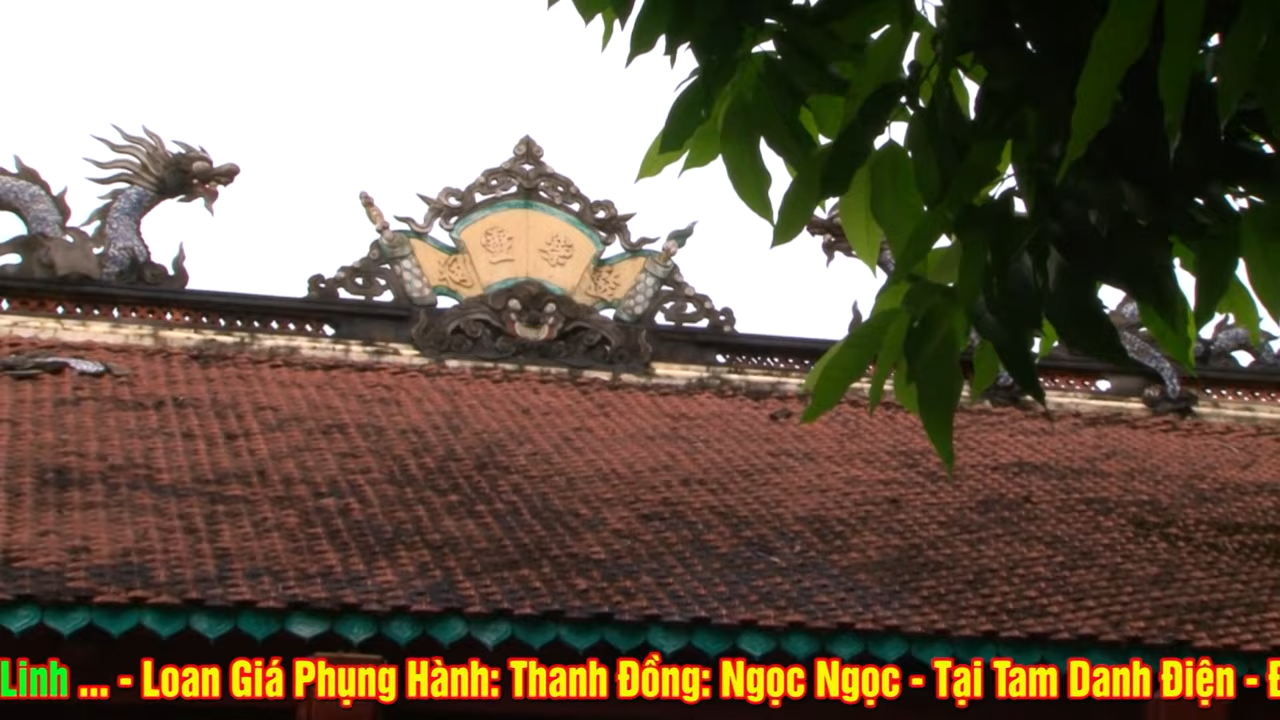 Linh ... - Loan Giá Phụng Hành: Thanh Đồng: Ngọc Ngọc - Tại Tam Danh Điện - Đ